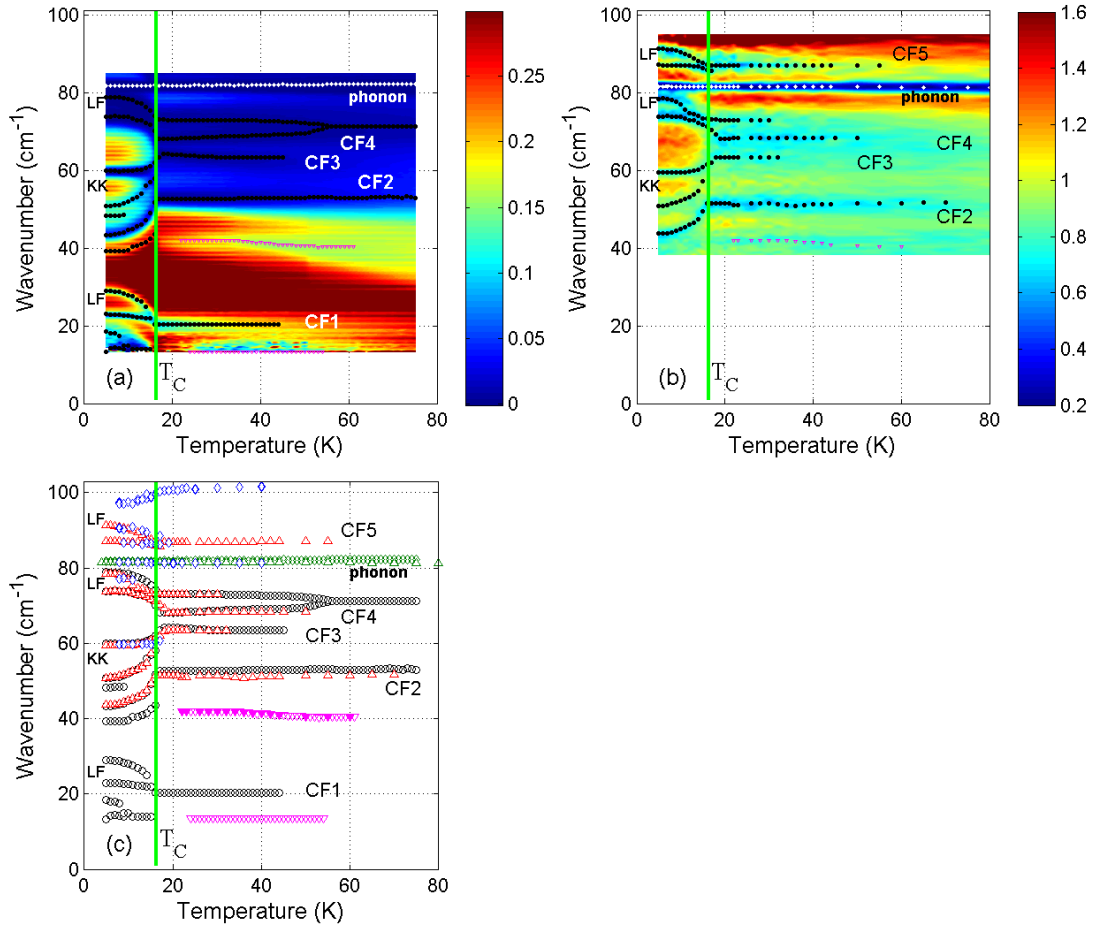 100
80
60
40
20
0
Wavenumber (cm⁻¹)
LF
KK
LF
phonon
CF4
CF3
CF2
CF1
(a)
T_C
0 20 40 60 80
Temperature (K)
0.25
0.2
0.15
0.1
0.05
0
100
80
60
40
20
0
Wavenumber (cm⁻¹)
LF
LF
KK
CF5
phonon
CF4
CF3
CF2
(b)
T_C
0 20 40 60 80
Temperature (K)
1.6
1.4
1.2
1
0.8
0.6
0.4
0.2
100
80
60
40
20
0
Wavenumber (cm⁻¹)
LF
LF
KK
LF
CF5
phonon
CF4
CF3
CF2
CF1
(c)
T_C
0 20 40 60 80
Temperature (K)